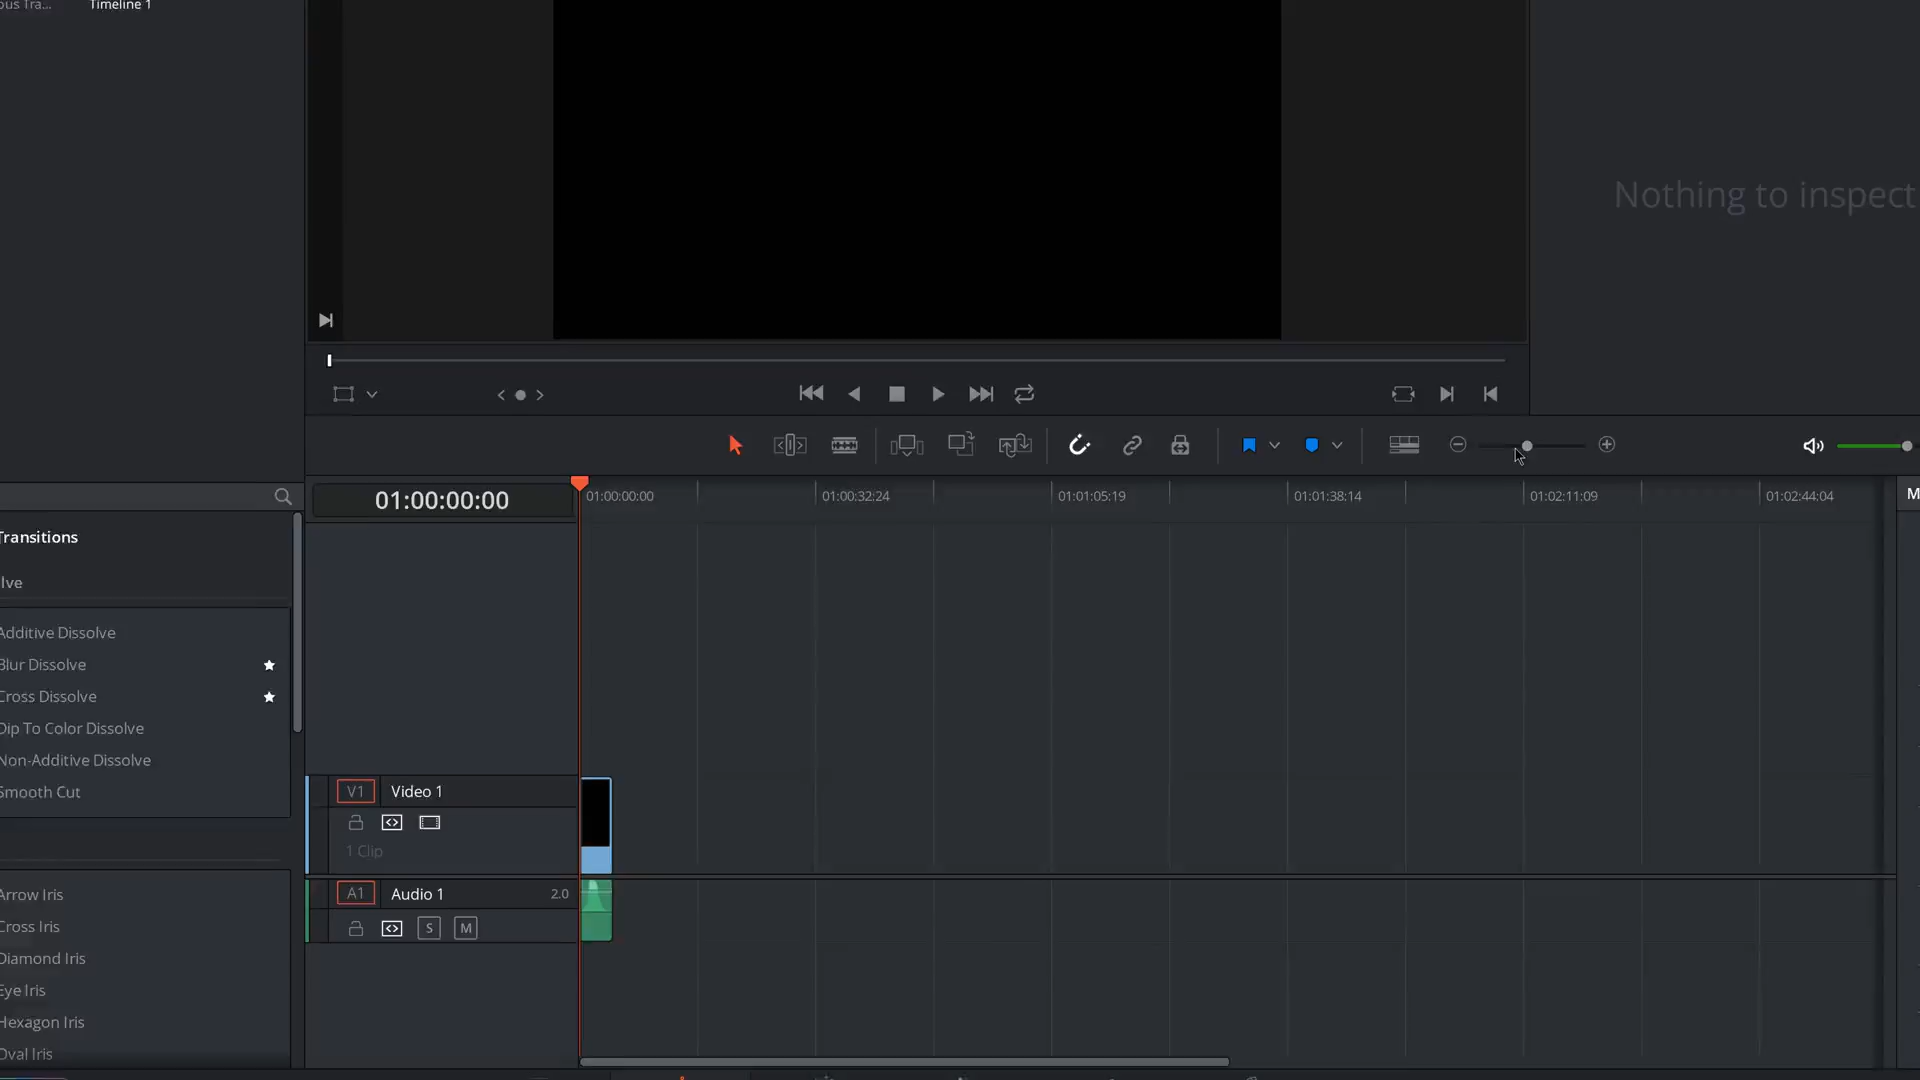 Timeline 1
Nothing to inspect
01:00:00:00
01:00:00:00
01:00:32:24
01:01:05:19
01:01:38:14
01:02:11:09
01:02:44:04
M
Transitions
lve
Additive Dissolve
Blur Dissolve
Cross Dissolve
Dip To Color Dissolve
Non-Additive Dissolve
Smooth Cut
V1
Video 1
1 Clip
A1
Audio 1
2.0
S
M
Arrow Iris
Cross Iris
Diamond Iris
Eye Iris
Hexagon Iris
Oval Iris